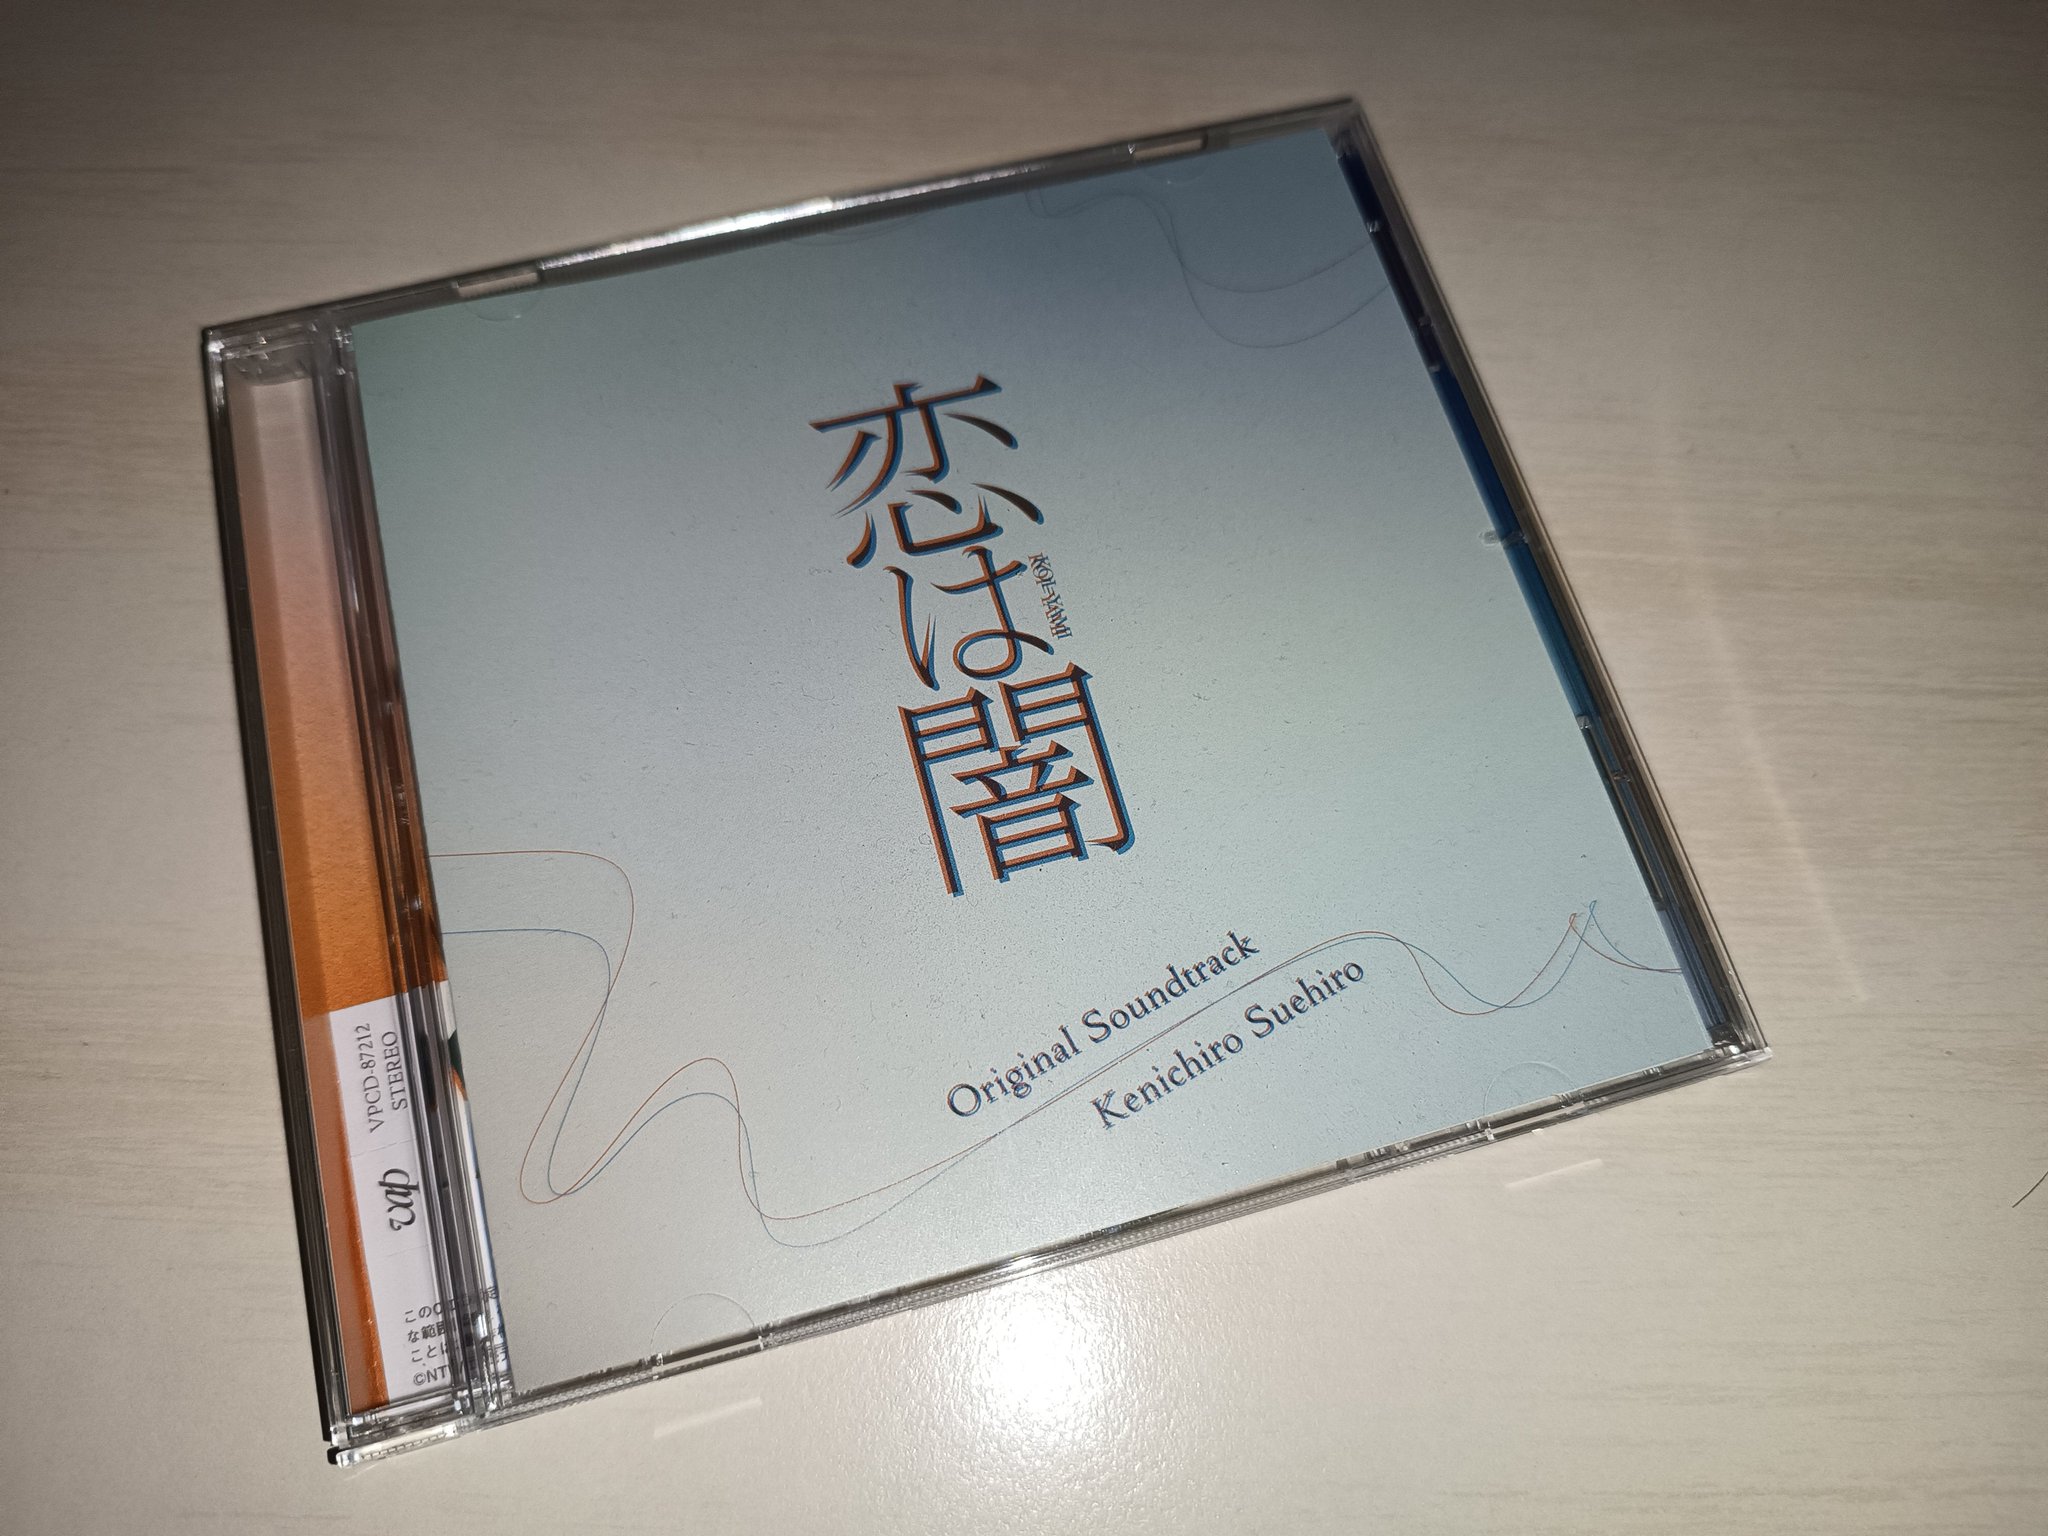 恋は闇
KOI=YAMI
Original Soundtrack
Kenichiro Suehiro
VPCD-87212
STEREO
vap
この
な範
ことに
©NT